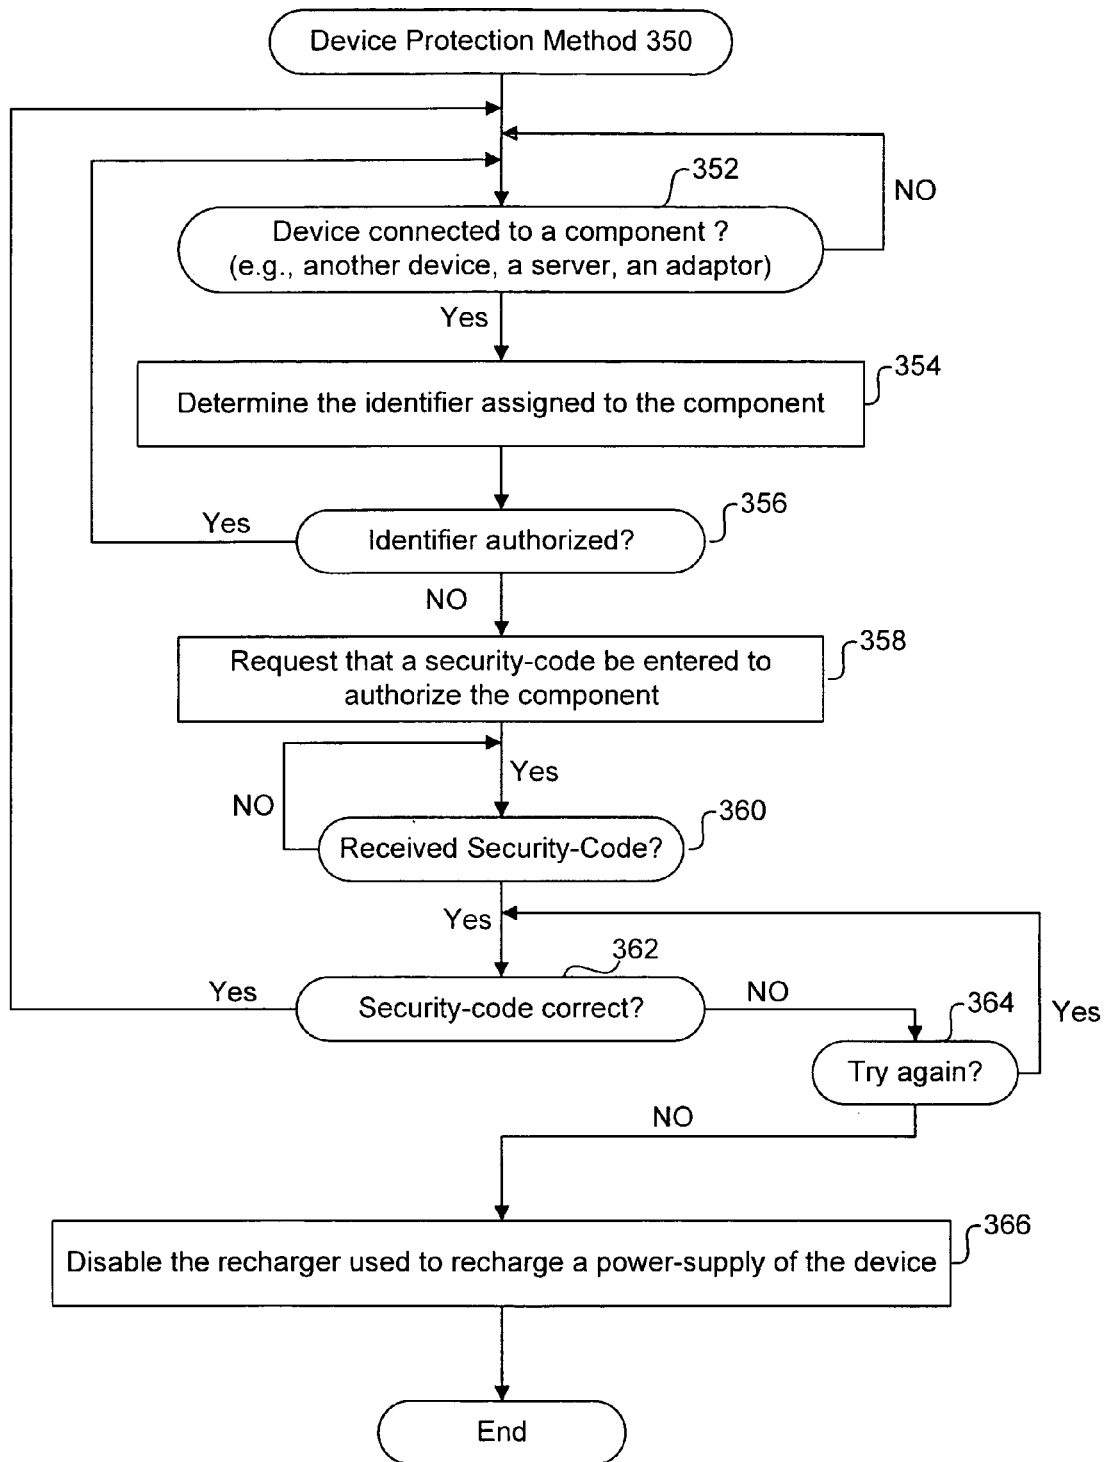 Device Protection Method 350
352
NO
Device connected to a component ?
(e.g., another device, a server, an adaptor)
Yes
354
Determine the identifier assigned to the component
356
Yes
Identifier authorized?
NO
358
Request that a security-code be entered to
authorize the component
Yes
NO
360
Received Security-Code?
Yes
362
Yes
Security-code correct?
NO
364
Yes
Try again?
NO
366
Disable the recharger used to recharge a power-supply of the device
End